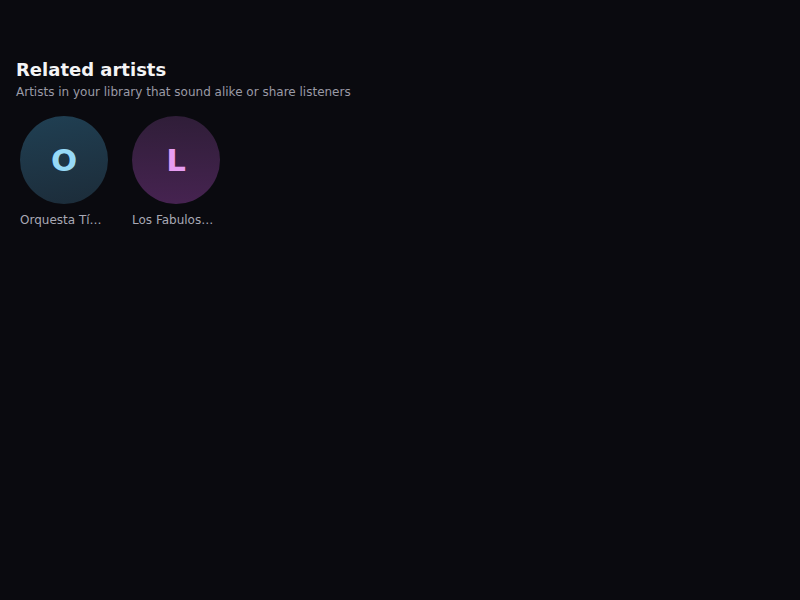 Related artists
Artists in your library that sound alike or share listeners
O
L
Orquesta Tí…
Los Fabulos…